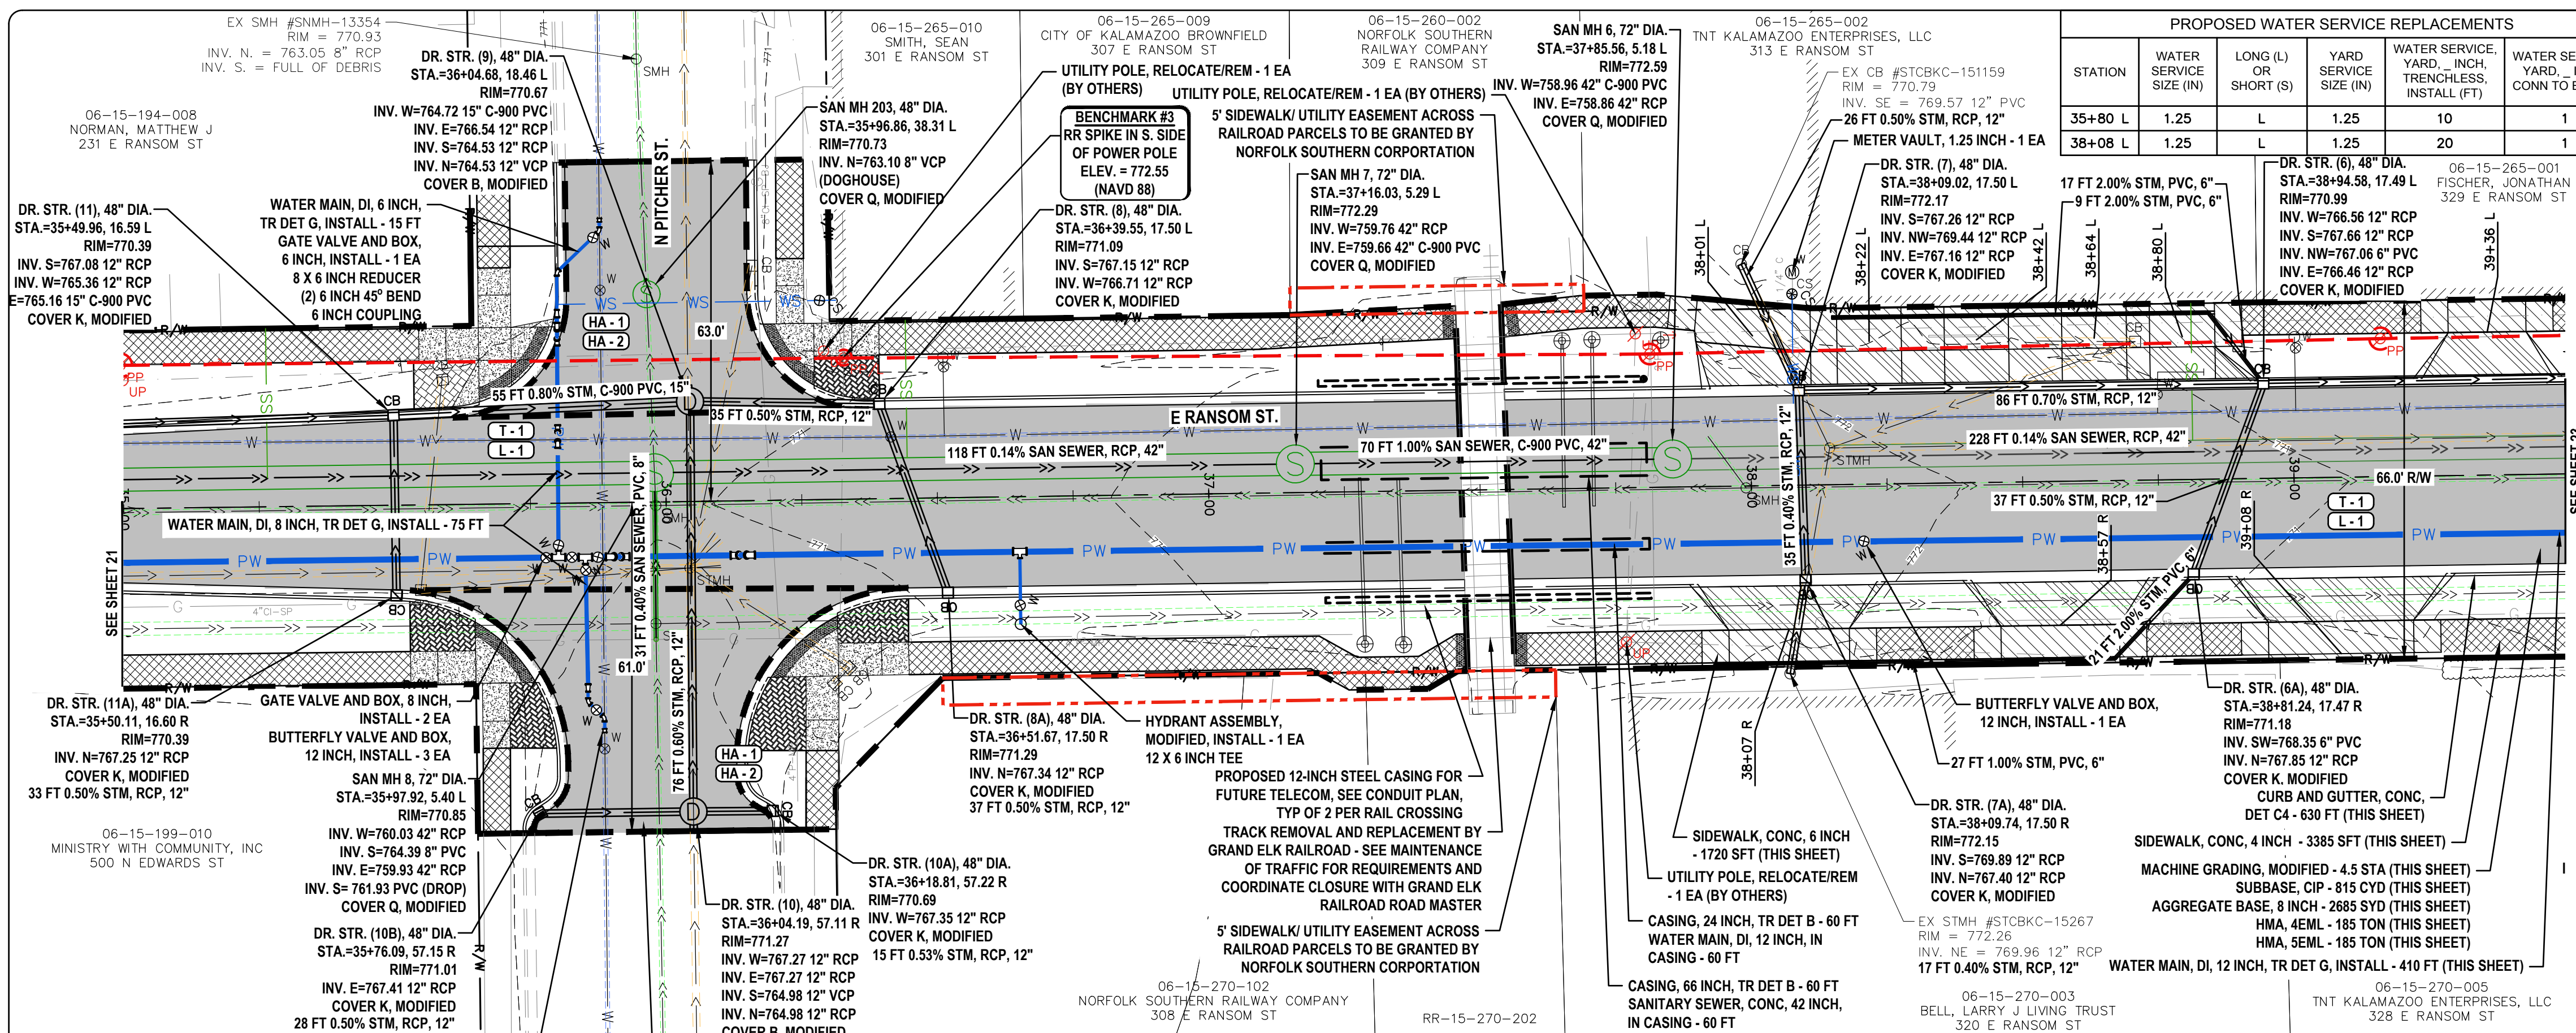 EX SMH #SNMH-13354
RIM = 770.93
INV. N. = 763.05 8" RCP
INV. S. = FULL OF DEBRIS
06-15-194-008
NORMAN, MATTHEW J
231 E RANSOM ST
DR. STR. (9), 48" DIA.
STA.=36+04.68, 18.46 L
RIM=770.67
INV. W=764.72 15" C-900 PVC
INV. E=766.54 12" RCP
INV. S=764.53 12" RCP
INV. N=764.53 12" VCP
COVER B, MODIFIED
DR. STR. (11), 48" DIA.
STA.=35+49.96, 16.59 L
RIM=770.39
INV. S=767.08 12" RCP
INV. W=765.36 12" RCP
E=765.16 15" C-900 PVC
COVER K, MODIFIED
WATER MAIN, DI, 6 INCH,
TR DET G, INSTALL - 15 FT
GATE VALVE AND BOX,
6 INCH, INSTALL - 1 EA
8 X 6 INCH REDUCER
(2) 6 INCH 45° BEND
6 INCH COUPLING
N PITCHER ST.
06-15-265-010
SMITH, SEAN
301 E RANSOM ST
SAN MH 203, 48" DIA.
STA.=35+96.86, 38.31 L
RIM=770.73
INV. N=763.10 8" VCP
(DOGHOUSE)
COVER Q, MODIFIED
06-15-265-009
CITY OF KALAMAZOO BROWNFIELD
307 E RANSOM ST
UTILITY POLE, RELOCATE/REM - 1 EA
(BY OTHERS)
BENCHMARK #3
RR SPIKE IN S. SIDE
OF POWER POLE
ELEV. = 772.55
(NAVD 88)
DR. STR. (8), 48" DIA.
STA.=36+39.55, 17.50 L
RIM=771.09
INV. S=767.15 12" RCP
INV. W=766.71 12" RCP
COVER K, MODIFIED
06-15-260-002
NORFOLK SOUTHERN
RAILWAY COMPANY
309 E RANSOM ST
UTILITY POLE, RELOCATE/REM - 1 EA (BY OTHERS)
5' SIDEWALK/ UTILITY EASEMENT ACROSS
RAILROAD PARCELS TO BE GRANTED BY
NORFOLK SOUTHERN CORPORTATION
SAN MH 7, 72" DIA.
STA.=37+16.03, 5.29 L
RIM=772.29
INV. W=759.76 42" RCP
INV. E=759.66 42" C-900 PVC
COVER Q, MODIFIED
SAN MH 6, 72" DIA.
STA.=37+85.56, 5.18 L
RIM=772.59
INV. W=758.96 42" C-900 PVC
INV. E=758.86 42" RCP
COVER Q, MODIFIED
06-15-265-002
TNT KALAMAZOO ENTERPRISES, LLC
313 E RANSOM ST
EX CB #STCBKC-151159
RIM = 770.79
INV. SE = 769.57 12" PVC
26 FT 0.50% STM, RCP, 12"
METER VAULT, 1.25 INCH - 1 EA
DR. STR. (7), 48" DIA.
STA.=38+09.02, 17.50 L
RIM=772.17
INV. S=767.26 12" RCP
INV. NW=769.44 12" RCP
INV. E=767.16 12" RCP
COVER K, MODIFIED
PROPOSED WATER SERVICE REPLACEMENTS
STATION
WATER SERVICE SIZE (IN)
LONG (L) OR SHORT (S)
YARD SERVICE SIZE (IN)
WATER SERVICE, YARD, _ INCH, TRENCHLESS, INSTALL (FT)
35+80 L 1.25 L 1.25 10 1
38+08 L 1.25 L 1.25 20 1
17 FT 2.00% STM, PVC, 6"
9 FT 2.00% STM, PVC, 6"
DR. STR. (6), 48" DIA.
STA.=38+94.58, 17.49 L
RIM=770.99
INV. W=766.56 12" RCP
INV. S=767.66 12" RCP
INV. NW=767.06 6" PVC
INV. E=766.46 12" RCP
COVER K, MODIFIED
06-15-265-001
FISCHER, JONATHAN
329 E RANSOM ST
38+01 L
38+22 L
38+42 L
38+64 L
38+80 L
39+36 L
HA - 1
HA - 2
63.0'
55 FT 0.80% STM, C-900 PVC, 15"
35 FT 0.50% STM, RCP, 12"
T - 1
L - 1
E RANSOM ST.
118 FT 0.14% SAN SEWER, RCP, 42"
70 FT 1.00% SAN SEWER, C-900 PVC, 42"
35 FT 0.40% STM, RCP, 12"
86 FT 0.70% STM, RCP, 12"
228 FT 0.14% SAN SEWER, RCP, 42"
37 FT 0.50% STM, RCP, 12"
66.0' R/W
T - 1
L - 1
36+00
37+00
38+00
39+00
WATER MAIN, DI, 8 INCH, TR DET G, INSTALL - 75 FT
31 FT 0.40% SAN SEWER, PVC, 8"
61.0'
76 FT 0.60% STM, RCP, 12"
SEE SHEET 21
38+57 R
39+08 R
38+07 R
21 FT 2.00% STM, PVC, 6"
4"CI-SP
HA - 1
HA - 2
DR. STR. (11A), 48" DIA.
STA.=35+50.11, 16.60 R
RIM=770.39
INV. N=767.25 12" RCP
COVER K, MODIFIED
33 FT 0.50% STM, RCP, 12"
06-15-199-010
MINISTRY WITH COMMUNITY, INC
500 N EDWARDS ST
GATE VALVE AND BOX, 8 INCH,
INSTALL - 2 EA
BUTTERFLY VALVE AND BOX,
12 INCH, INSTALL - 3 EA
SAN MH 8, 72" DIA.
STA.=35+97.92, 5.40 L
RIM=770.85
INV. W=760.03 42" RCP
INV. S=764.39 8" PVC
INV. E=759.93 42" RCP
INV. S= 761.93 PVC (DROP)
COVER Q, MODIFIED
DR. STR. (10B), 48" DIA.
STA.=35+76.09, 57.15 R
RIM=771.01
INV. E=767.41 12" RCP
COVER K, MODIFIED
28 FT 0.50% STM, RCP, 12"
DR. STR. (10), 48" DIA.
STA.=36+04.19, 57.11 R
RIM=771.27
INV. W=767.27 12" RCP
INV. E=767.27 12" RCP
INV. S=764.98 12" VCP
INV. N=764.98 12" RCP
COVER B, MODIFIED
DR. STR. (10A), 48" DIA.
STA.=36+18.81, 57.22 R
RIM=770.69
INV. W=767.35 12" RCP
COVER K, MODIFIED
15 FT 0.53% STM, RCP, 12"
DR. STR. (8A), 48" DIA.
STA.=36+51.67, 17.50 R
RIM=771.29
INV. N=767.34 12" RCP
COVER K, MODIFIED
37 FT 0.50% STM, RCP, 12"
HYDRANT ASSEMBLY,
MODIFIED, INSTALL - 1 EA
12 X 6 INCH TEE
PROPOSED 12-INCH STEEL CASING FOR
FUTURE TELECOM, SEE CONDUIT PLAN,
TYP OF 2 PER RAIL CROSSING
TRACK REMOVAL AND REPLACEMENT BY
GRAND ELK RAILROAD - SEE MAINTENANCE
OF TRAFFIC FOR REQUIREMENTS AND
COORDINATE CLOSURE WITH GRAND ELK
RAILROAD ROAD MASTER
5' SIDEWALK/ UTILITY EASEMENT ACROSS
RAILROAD PARCELS TO BE GRANTED BY
NORFOLK SOUTHERN CORPORTATION
06-15-270-102
NORFOLK SOUTHERN RAILWAY COMPANY
308 E RANSOM ST
RR-15-270-202
SIDEWALK, CONC, 6 INCH
- 1720 SFT (THIS SHEET)
UTILITY POLE, RELOCATE/REM
- 1 EA (BY OTHERS)
CASING, 24 INCH, TR DET B - 60 FT
WATER MAIN, DI, 12 INCH, IN
CASING - 60 FT
CASING, 66 INCH, TR DET B - 60 FT
SANITARY SEWER, CONC, 42 INCH,
IN CASING - 60 FT
BUTTERFLY VALVE AND BOX,
12 INCH, INSTALL - 1 EA
27 FT 1.00% STM, PVC, 6"
DR. STR. (7A), 48" DIA.
STA.=38+09.74, 17.50 R
RIM=772.15
INV. S=769.89 12" RCP
INV. N=767.40 12" RCP
COVER K, MODIFIED
EX STMH #STCBKC-15267
RIM = 772.26
INV. NE = 769.96 12" RCP
17 FT 0.40% STM, RCP, 12"
06-15-270-003
BELL, LARRY J LIVING TRUST
320 E RANSOM ST
DR. STR. (6A), 48" DIA.
STA.=38+81.24, 17.47 R
RIM=771.18
INV. SW=768.35 6" PVC
INV. N=767.85 12" RCP
COVER K, MODIFIED
CURB AND GUTTER, CONC,
DET C4 - 630 FT (THIS SHEET)
SIDEWALK, CONC, 4 INCH - 3385 SFT (THIS SHEET)
MACHINE GRADING, MODIFIED - 4.5 STA (THIS SHEET)
SUBBASE, CIP - 815 CYD (THIS SHEET)
AGGREGATE BASE, 8 INCH - 2685 SYD (THIS SHEET)
HMA, 4EML - 185 TON (THIS SHEET)
HMA, 5EML - 185 TON (THIS SHEET)
WATER MAIN, DI, 12 INCH, TR DET G, INSTALL - 410 FT (THIS SHEET)
06-15-270-005
TNT KALAMAZOO ENTERPRISES, LLC
328 E RANSOM ST